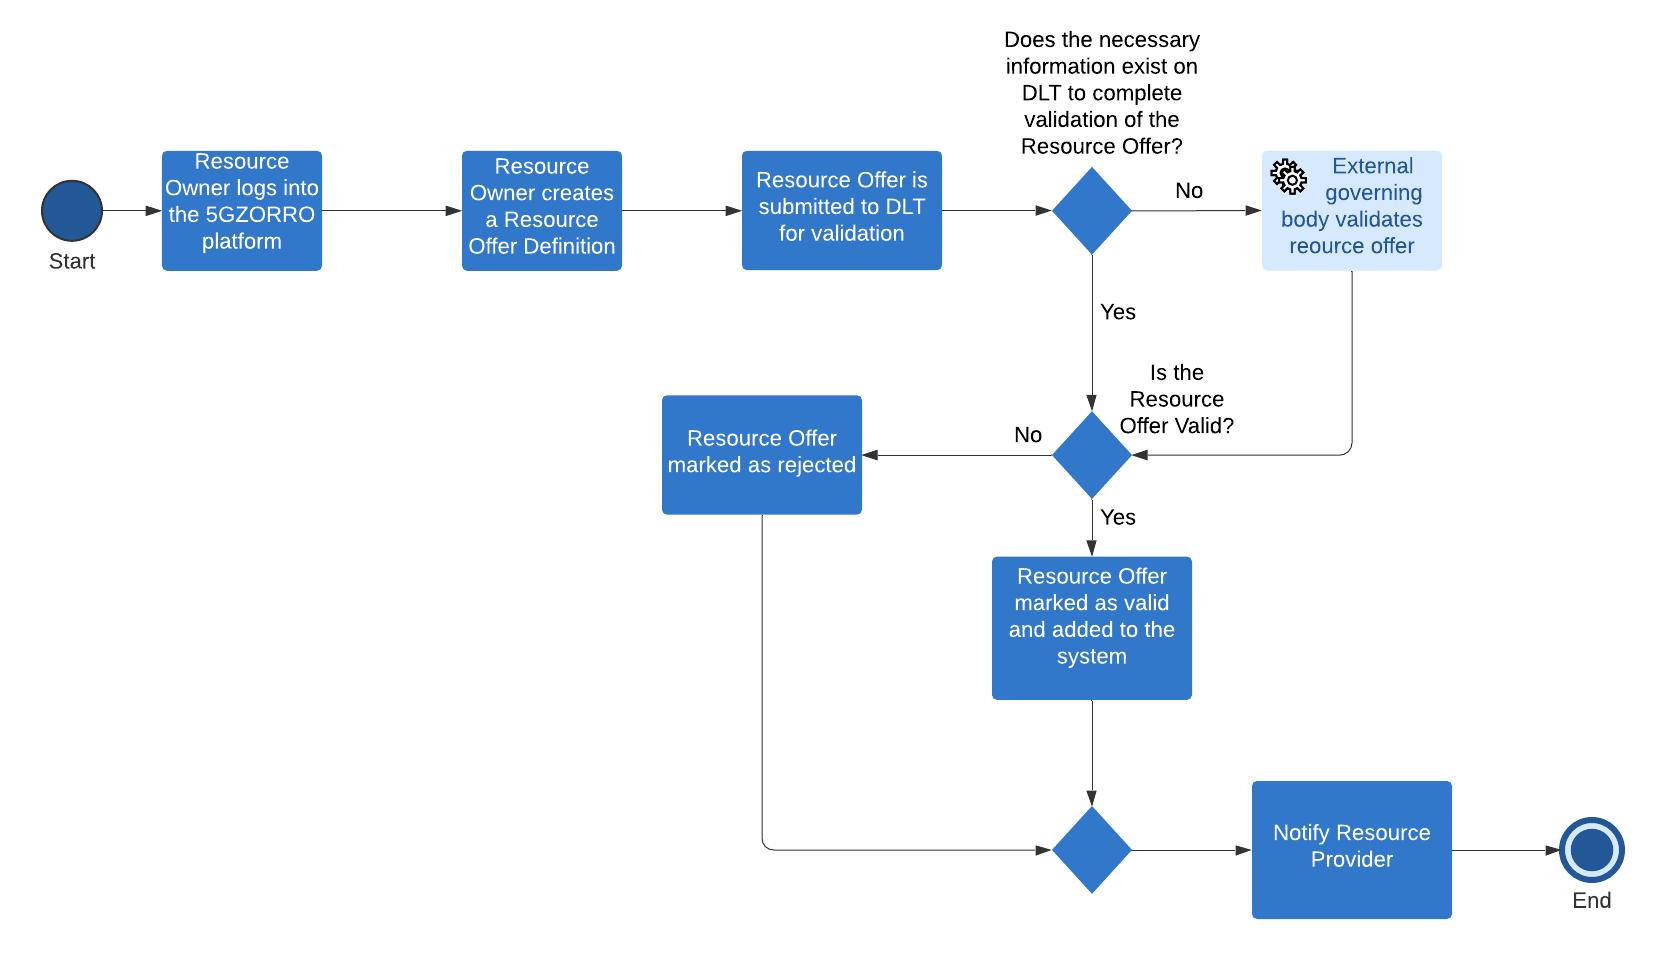 Does the necessary
information exist on
DLT to complete
validation of the
Resource Offer?
Start
Resource
Owner logs into
the 5GZORRO
platform
Resource
Owner creates
a Resource
Offer Definition
Resource Offer is
submitted to DLT
for validation
No
External
governing
body validates
reource offer
Yes
Is the
Resource
Offer Valid?
No
Resource Offer
marked as rejected
Yes
Resource Offer
marked as valid
and added to the
system
Notify Resource
Provider
End